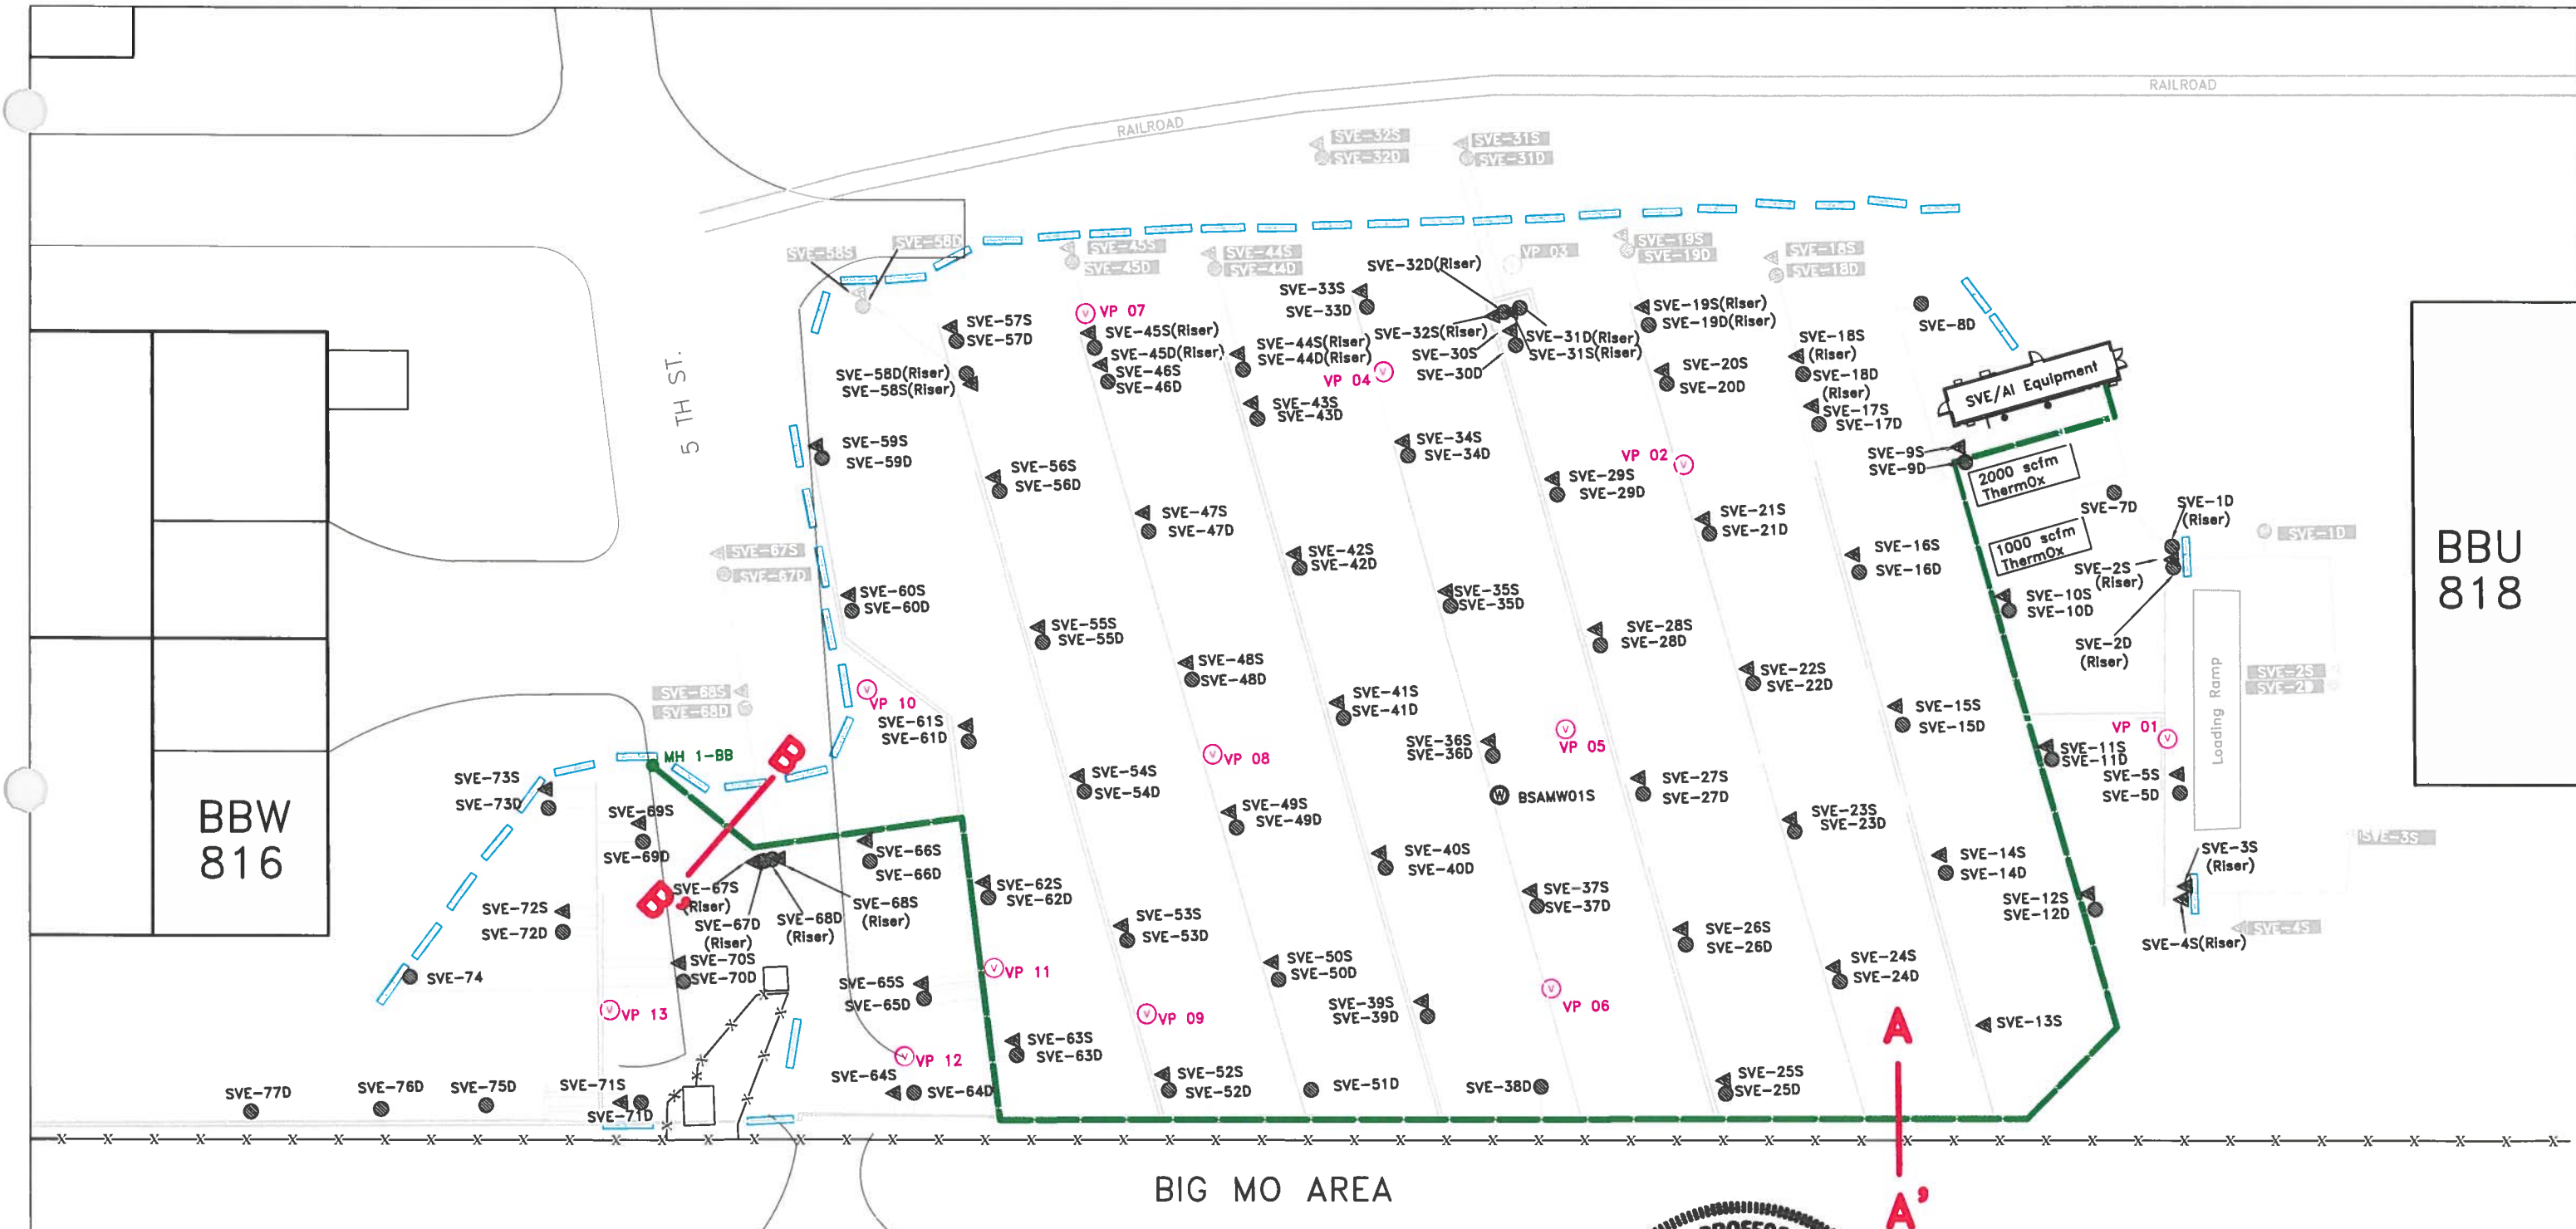 RAILROAD
RAILROAD
SVE-32S
SVE-32D
SVE-31S
SVE-31D
SVE-58S
SVE-58D
SVE-45S
SVE-45D
SVE-44S
SVE-44D
VP 03
SVE-19S
SVE-19D
SVE-18S
SVE-18D
SVE-32D(Riser)
SVE-33S
SVE-33D
SVE-32S(Riser)
SVE-30S
SVE-30D
SVE-31D(Riser)
SVE-31S(Riser)
SVE-19S(Riser)
SVE-19D(Riser)
SVE-8D
SVE-57S
SVE-57D
VP 07
SVE-45S(Riser)
SVE-45D(Riser)
SVE-46S
SVE-46D
SVE-44S(Riser)
SVE-44D(Riser)
VP 04
SVE-58D(Riser)
SVE-58S(Riser)
SVE-43S
SVE-43D
SVE-20S
SVE-20D
SVE-18S
(Riser)
SVE-18D
(Riser)
SVE-17S
SVE-17D
SVE/AI Equipment
5 TH ST.
SVE-59S
SVE-59D
SVE-56S
SVE-56D
SVE-34S
SVE-34D
SVE-29S
SVE-29D
VP 02
SVE-9S
SVE-9D
2000 scfm
ThermOx
SVE-7D
SVE-1D
(Riser)
SVE-1D
SVE-47S
SVE-47D
SVE-21S
SVE-21D
1000 scfm
ThermOx
SVE-2S
(Riser)
BBU
818
SVE-67S
SVE-67D
SVE-42S
SVE-42D
SVE-16S
SVE-16D
SVE-60S
SVE-60D
SVE-35S
SVE-35D
SVE-10S
SVE-10D
SVE-2D
(Riser)
SVE-55S
SVE-55D
SVE-28S
SVE-28D
SVE-48S
SVE-48D
SVE-22S
SVE-22D
Loading Ramp
SVE-2S
SVE-2D
SVE-68S
SVE-68D
VP 10
SVE-61S
SVE-61D
SVE-41S
SVE-41D
SVE-15S
SVE-15D
VP 01
MH 1-BB
B
VP 08
SVE-36S
SVE-36D
VP 05
SVE-11S
SVE-11D
SVE-5S
SVE-5D
SVE-73S
SVE-73D
SVE-54S
SVE-54D
SVE-27S
SVE-27D
W
BSAMW01S
BBW
816
SVE-69S
SVE-69D
SVE-49S
SVE-49D
SVE-23S
SVE-23D
SVE-3S
SVE-66S
SVE-66D
SVE-40S
SVE-40D
SVE-14S
SVE-14D
SVE-3S
(Riser)
B'
SVE-67S
(Riser)
SVE-67D
(Riser)
SVE-68D
(Riser)
SVE-68S
(Riser)
SVE-62S
SVE-62D
SVE-37S
SVE-37D
SVE-12S
SVE-12D
SVE-72S
SVE-72D
SVE-53S
SVE-53D
SVE-26S
SVE-26D
SVE-4S
SVE-4S(Riser)
SVE-74
SVE-70S
SVE-70D
SVE-65S
SVE-65D
VP 11
SVE-50S
SVE-50D
SVE-24S
SVE-24D
VP 13
VP 09
SVE-39S
SVE-39D
VP 06
A
SVE-13S
SVE-63S
SVE-63D
VP 12
SVE-77D
SVE-76D
SVE-75D
SVE-71S
SVE-71D
SVE-64S
SVE-64D
SVE-52S
SVE-52D
SVE-51D
SVE-38D
SVE-25S
SVE-25D
BIG MO AREA
A'